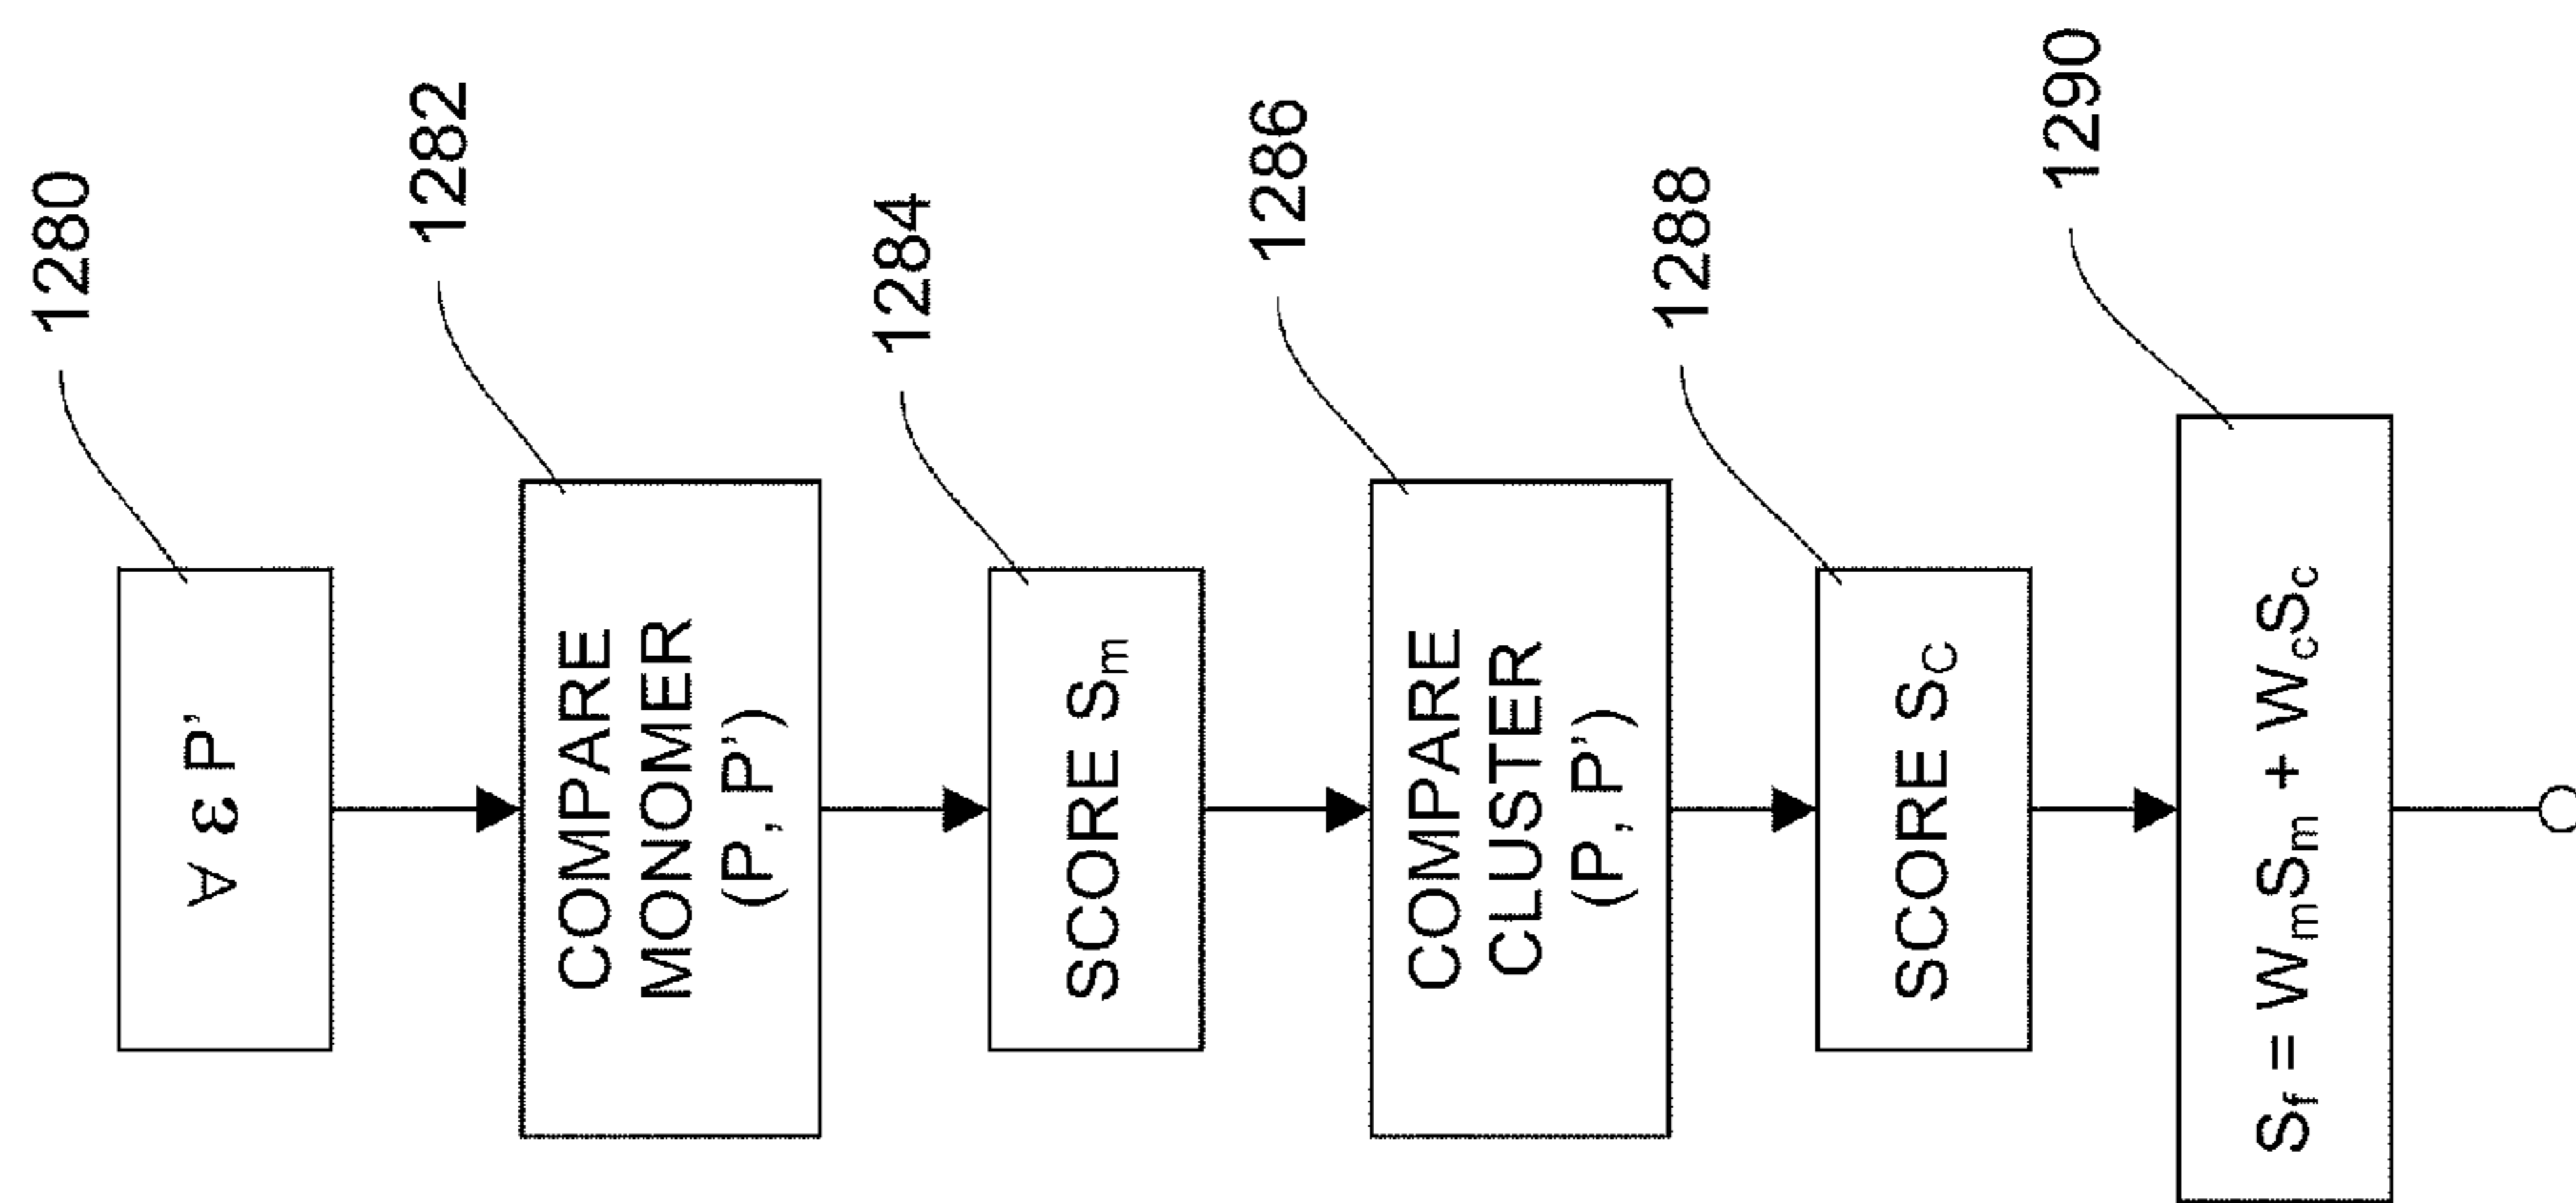 1280
∀ ε P'
1282
COMPARE
MONOMER
(P, P')
1284
SCORE Sm
1286
COMPARE
CLUSTER
(P, P')
1288
SCORE SC
1290
Sf = WmSm + WcSc